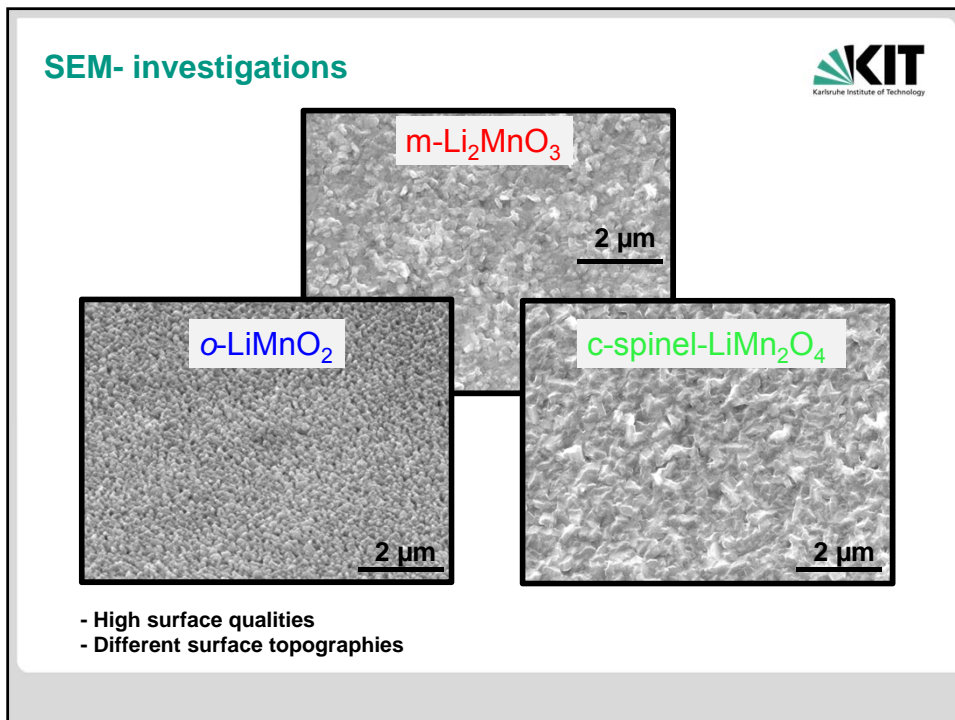 SEM- investigations
KIT
Karlsruhe Institute of Technology
m-Li₂MnO₃
2 µm
o-LiMnO₂
2 µm
c-spinel-LiMn₂O₄
2 µm
- High surface qualities
- Different surface topographies